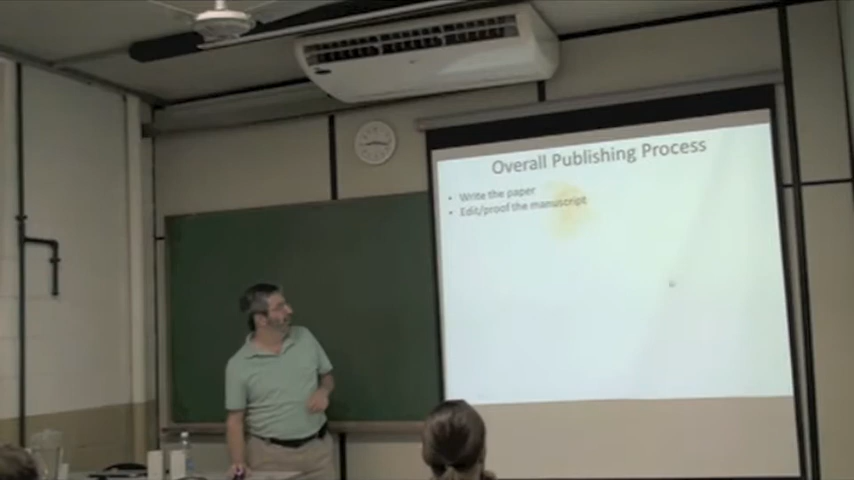 Overall Publishing Process
• Write the paper
• Edit/proof the manuscript